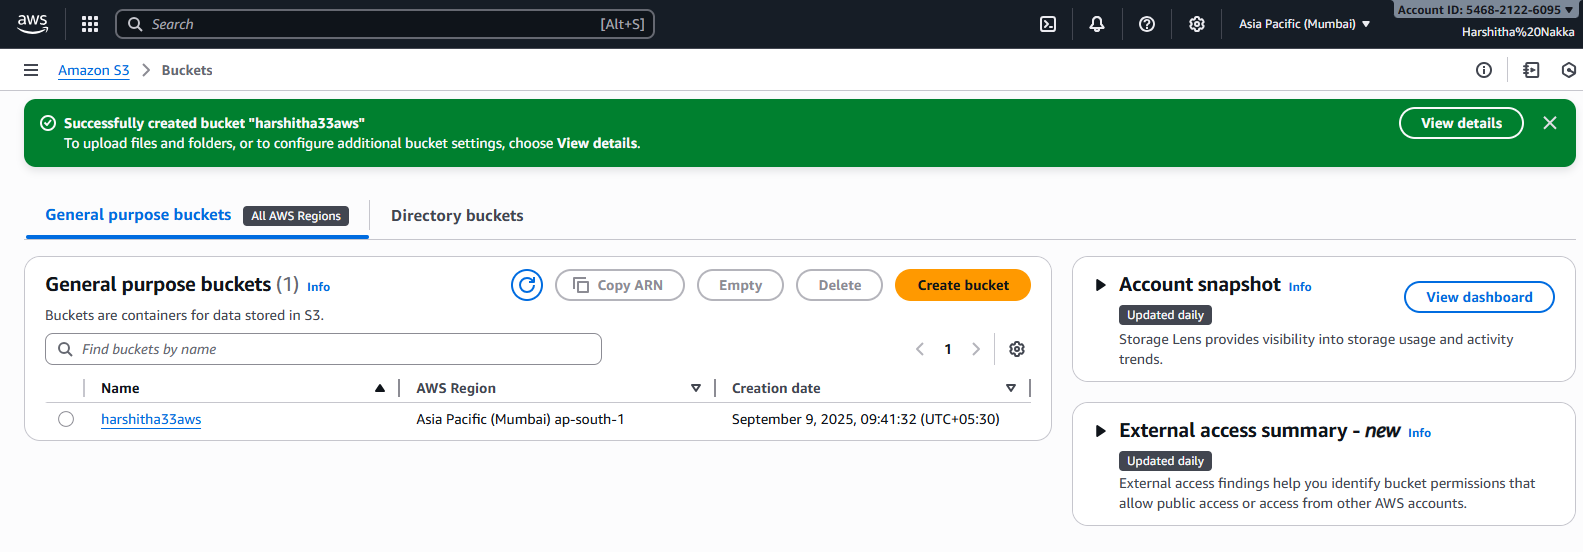 aws
Search [Alt+S]
Asia Pacific (Mumbai)
Account ID: 5468-2122-6095
Harshitha%20Nakka
Amazon S3 > Buckets
Successfully created bucket "harshitha33aws"
To upload files and folders, or to configure additional bucket settings, choose View details.
View details
General purpose buckets All AWS Regions
Directory buckets
General purpose buckets (1) Info
Copy ARN
Empty
Delete
Create bucket
Buckets are containers for data stored in S3.
Find buckets by name
1
Name AWS Region Creation date
harshitha33aws Asia Pacific (Mumbai) ap-south-1 September 9, 2025, 09:41:32 (UTC+05:30)
Account snapshot Info
View dashboard
Updated daily
Storage Lens provides visibility into storage usage and activity
trends.
External access summary - new Info
Updated daily
External access findings help you identify bucket permissions that
allow public access or access from other AWS accounts.